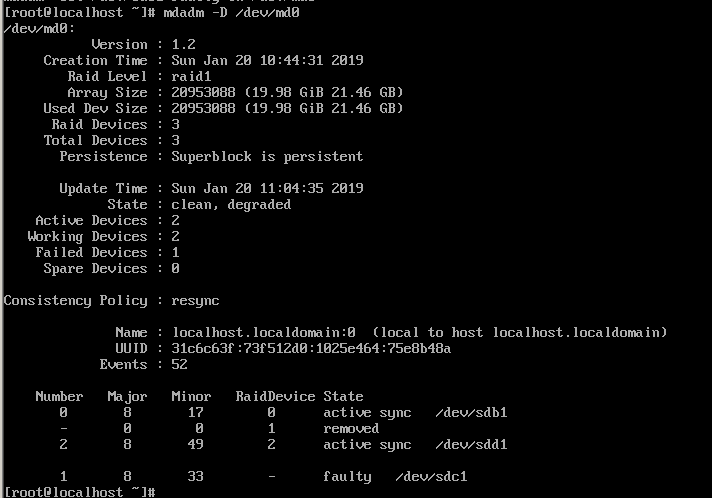 [root@localhost ~]# mdadm -D /dev/md0
/dev/md0:
Version : 1.2
Creation Time : Sun Jan 20 10:44:31 2019
Raid Level : raid1
Array Size : 20953088 (19.98 GiB 21.46 GB)
Used Dev Size : 20953088 (19.98 GiB 21.46 GB)
Raid Devices : 3
Total Devices : 3
Persistence : Superblock is persistent
Update Time : Sun Jan 20 11:04:35 2019
State : clean, degraded
Active Devices : 2
Working Devices : 2
Failed Devices : 1
Spare Devices : 0
Consistency Policy : resync
Name : localhost.localdomain:0 (local to host localhost.localdomain)
UUID : 31c6c63f:73f512d0:1025e464:75e8b48a
Events : 52
Number Major Minor RaidDevice State
0 8 17 0 active sync /dev/sdb1
- 0 0 1 removed
2 8 49 2 active sync /dev/sdd1
1 8 33 - faulty /dev/sdc1
[root@localhost ~]#